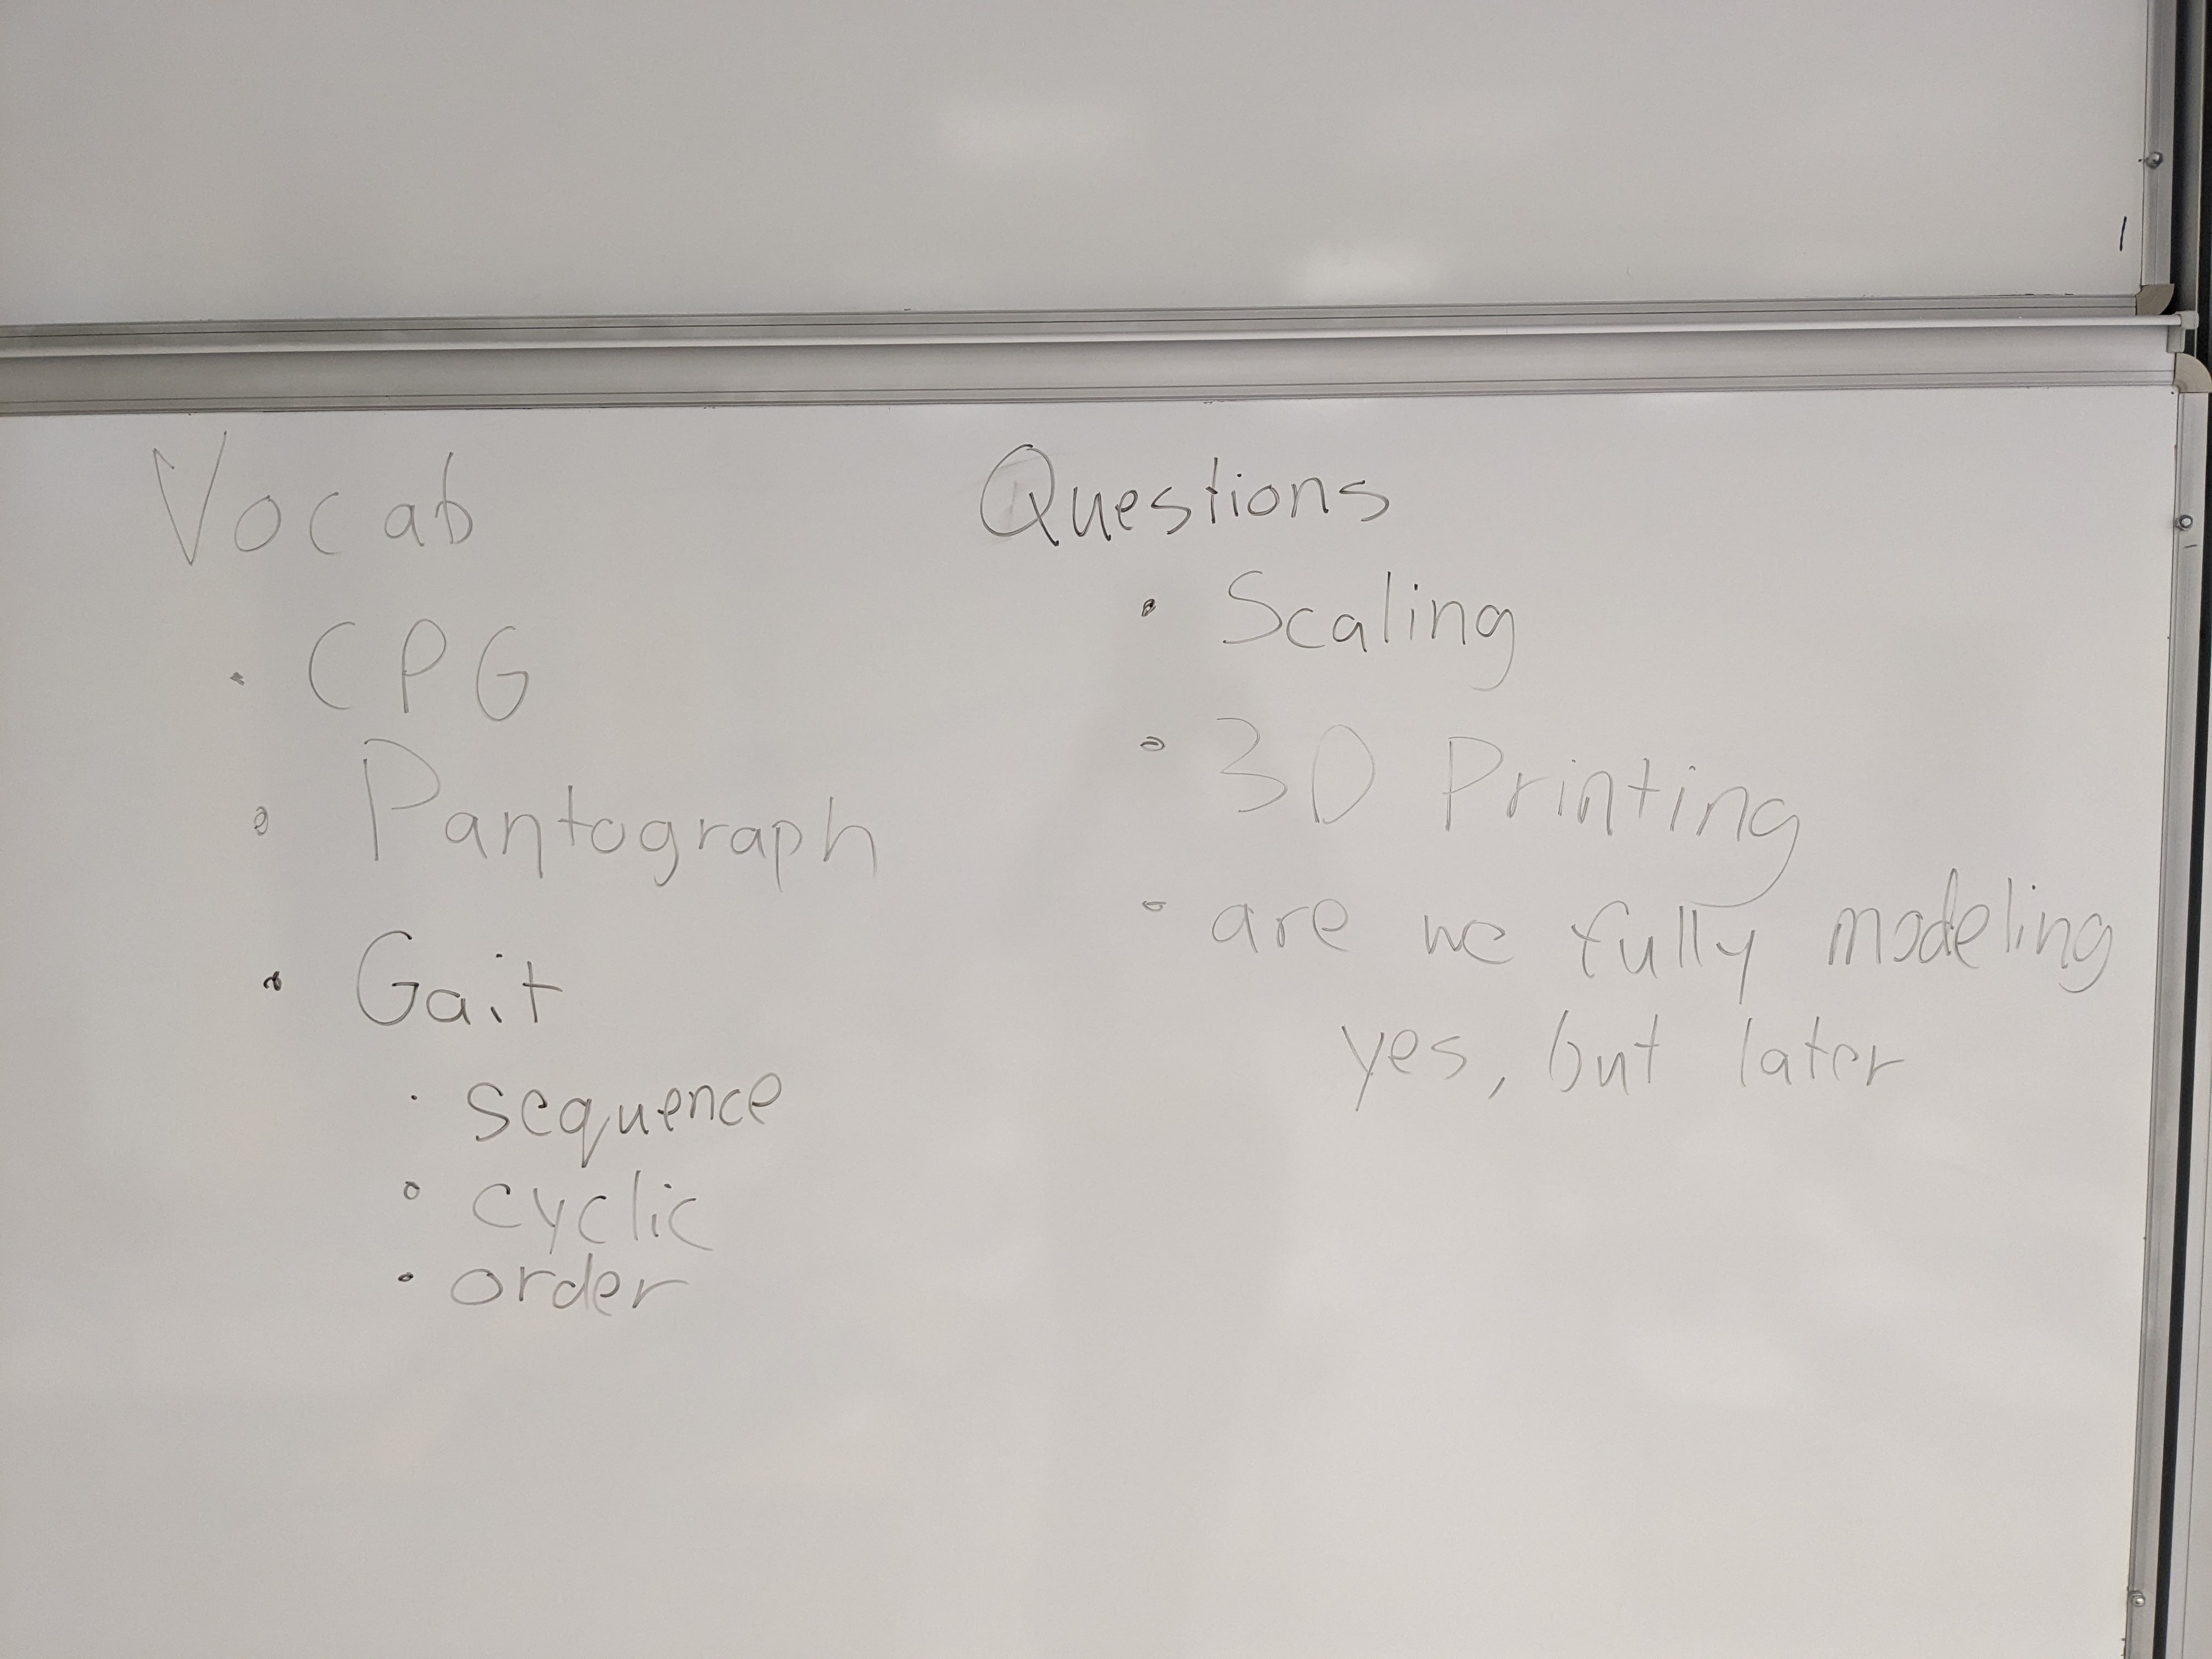 Vocab
• CPG
• Pantograph
• Gait
• sequence
• cyclic
• order
Questions
• Scaling
• 3D Printing
• are we fully modeling
yes, but later